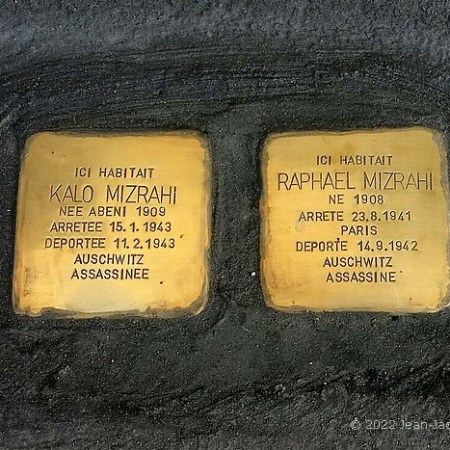 ICI HABITAIT
KALO MIZRAHI
NEE ABENI 1909
ARRETEE 15.1.1943
DEPORTEE 11.2.1943
AUSCHWITZ
ASSASSINEE
ICI HABITAIT
RAPHAEL MIZRAHI
NE 1908
ARRETE 23.8.1941
PARIS
DEPORTE 14.9.1942
AUSCHWITZ
ASSASSINE
© 2022 Jean-Jac